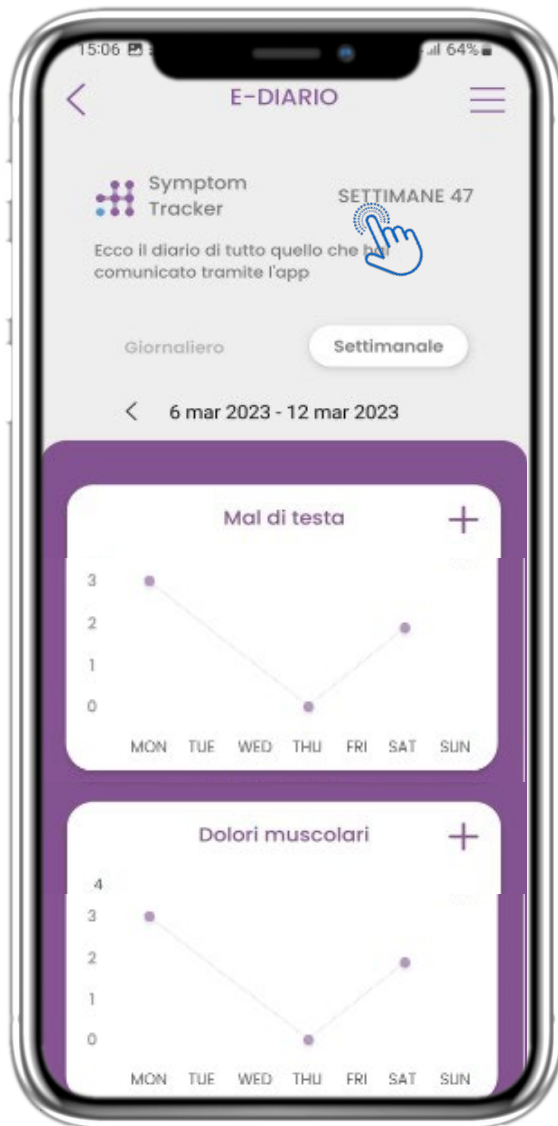 15:06 64%
E-DIARIO
Symptom
Tracker
SETTIMANE 47
Ecco il diario di tutto quello che hai
comunicato tramite l'app
Giornaliero Settimanale
< 6 mar 2023 - 12 mar 2023
Mal di testa +
3
2
1
0
MON TUE WED THU FRI SAT SUN
Dolori muscolari +
4
3
2
1
0
MON TUE WED THU FRI SAT SUN